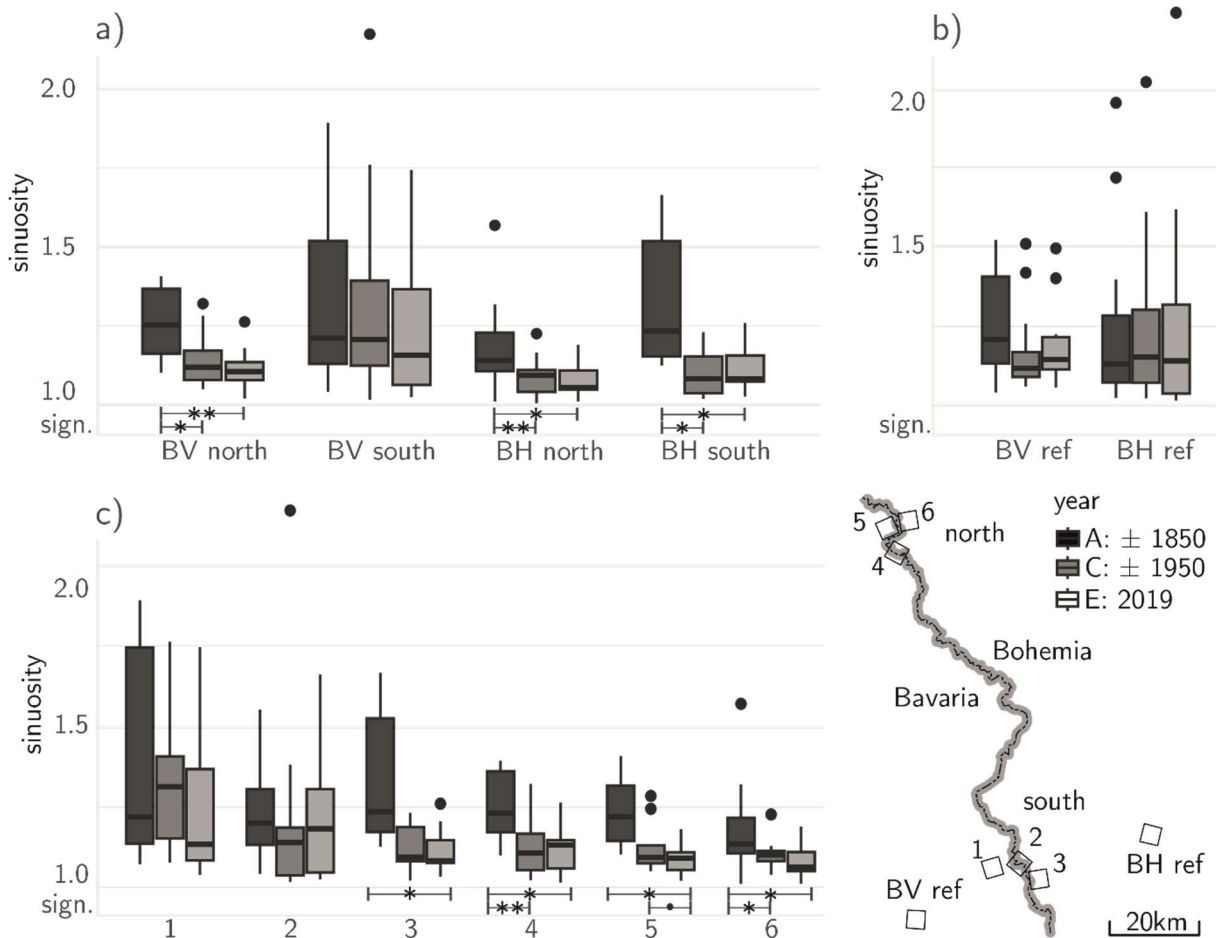 a)
2.0
1.5
1.0
sinuosity
sign.
** 
*
*
**
*
*
BV north BV south BH north BH south
b)
2.0
1.5
sinuosity
BV ref BH ref
c)
2.0
1.5
1.0
sinuosity
sign.
* * * *
** • *
1 2 3 4 5 6
5 6
north
4
Bohemia
Bavaria
south
1 2 3
BV ref
BH ref
20km
year
A: ± 1850
C: ± 1950
E: 2019